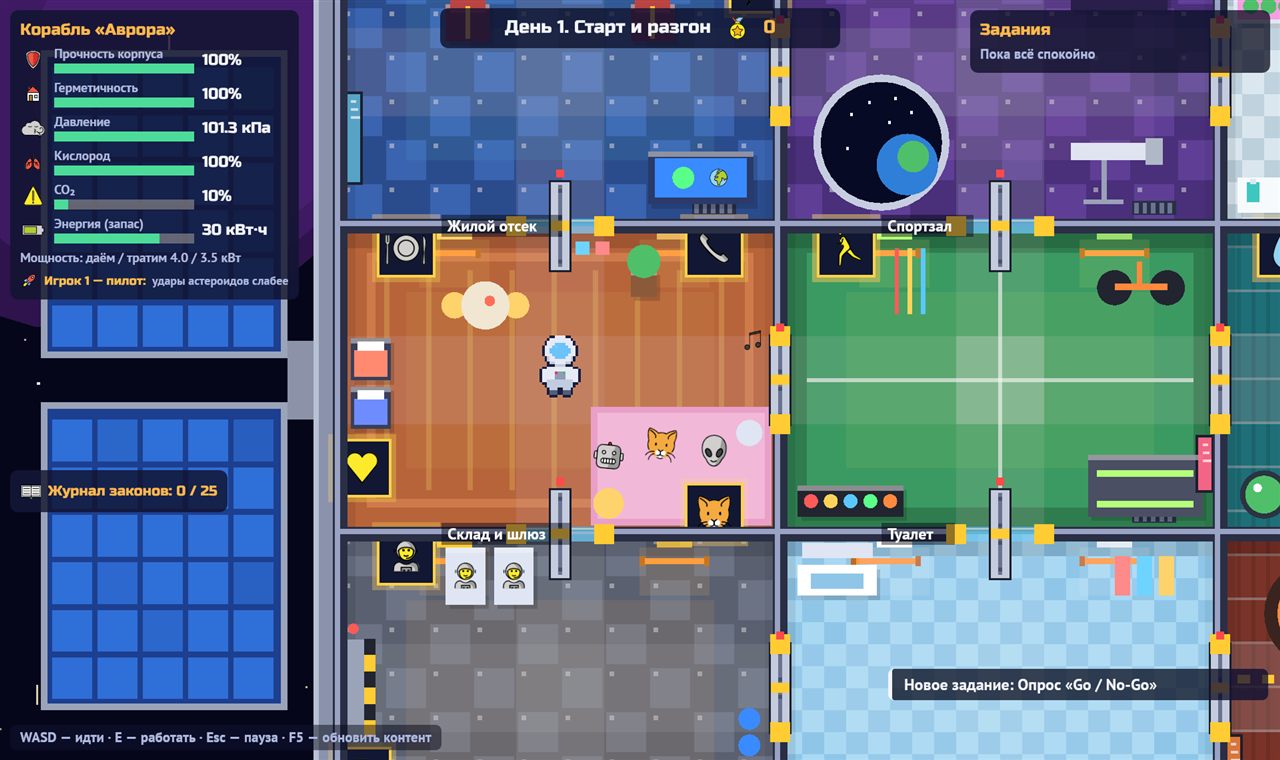 Корабль «Аврора»
Прочность корпуса
100%
Герметичность
100%
Давление
101.3 кПа
Кислород
100%
CO₂
10%
Энергия (запас)
30 кВт·ч
Мощность: даём / тратим 4.0 / 3.5 кВт
Игрок 1 — пилот: удары астероидов слабее
День 1. Старт и разгон
0
Задания
Пока всё спокойно
Жилой отсек
Спортзал
Журнал законов: 0 / 25
Склад и шлюз
Туалет
Новое задание: Опрос «Go / No-Go»
WASD — идти · E — работать · Esc — пауза · F5 — обновить контент